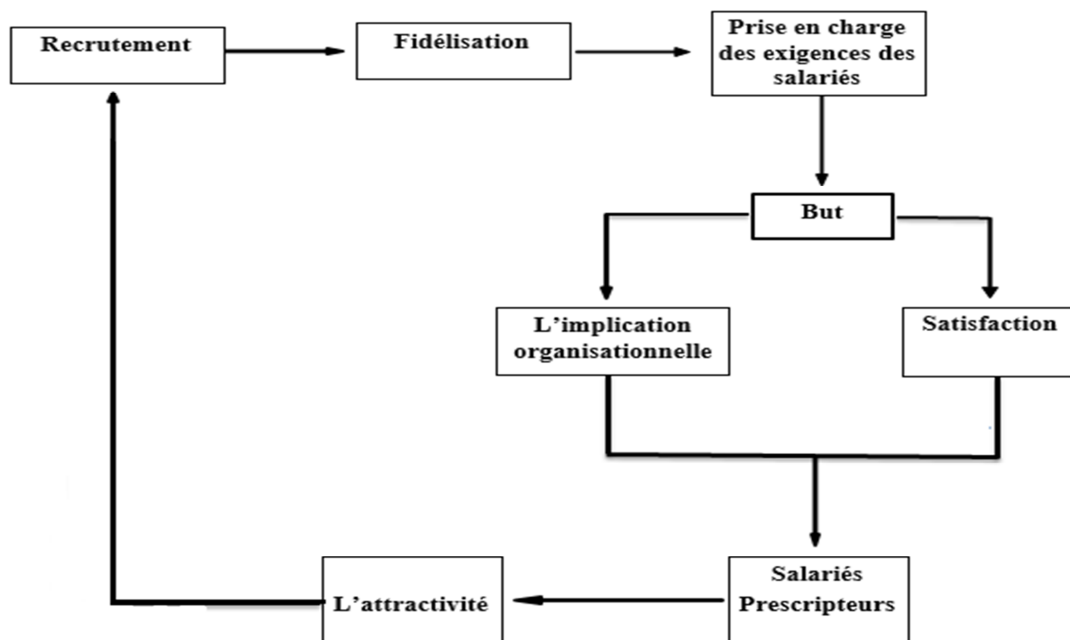 Recrutement
Fidélisation
Prise en charge
des exigences des
salariés
But
L'implication
organisationnelle
Satisfaction
Salariés
Prescripteurs
L'attractivité